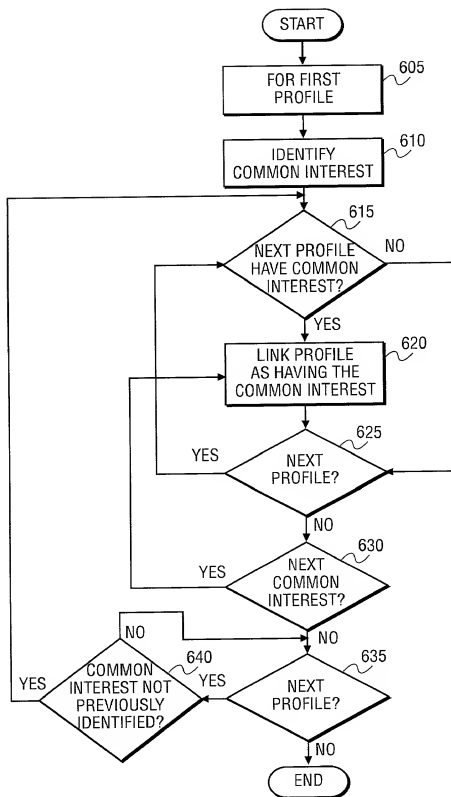 START
FOR FIRST
PROFILE
605
IDENTIFY
COMMON INTEREST
610
615
NEXT PROFILE
HAVE COMMON
INTEREST?
NO
YES
LINK PROFILE
AS HAVING THE
COMMON INTEREST
620
625
YES
NEXT
PROFILE?
NO
630
YES
NEXT
COMMON
INTEREST?
NO
NO
640
635
YES
COMMON
INTEREST NOT
PREVIOUSLY
IDENTIFIED?
YES
NEXT
PROFILE?
NO
END